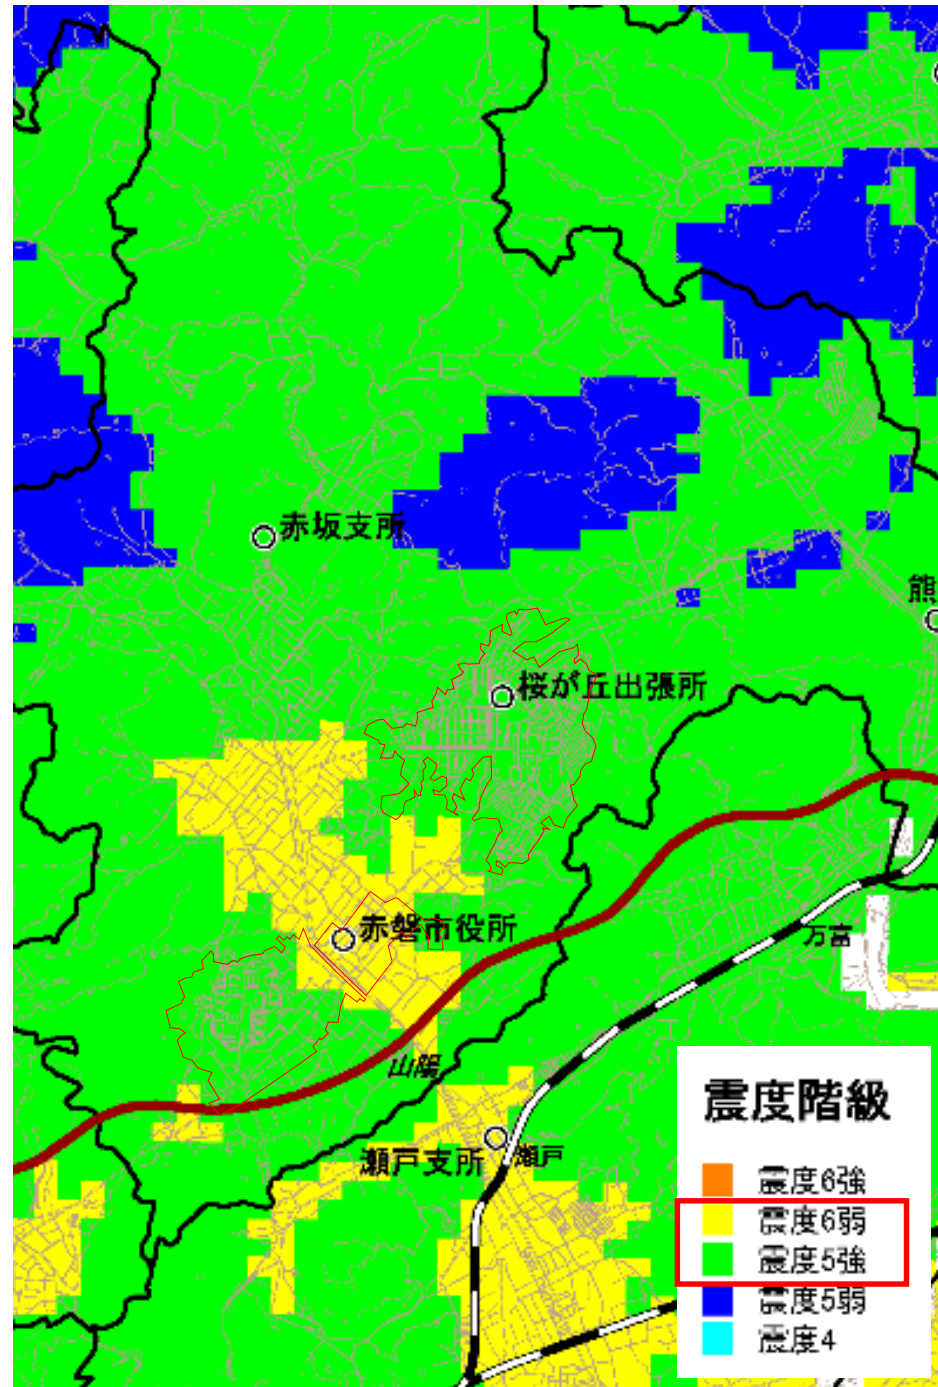 赤坂支所
熊
桜が丘出張所
赤磐市役所
万富
山陽
瀬戸支所
瀬戸
震度階級
震度6強
震度6弱
震度5強
震度5弱
震度4